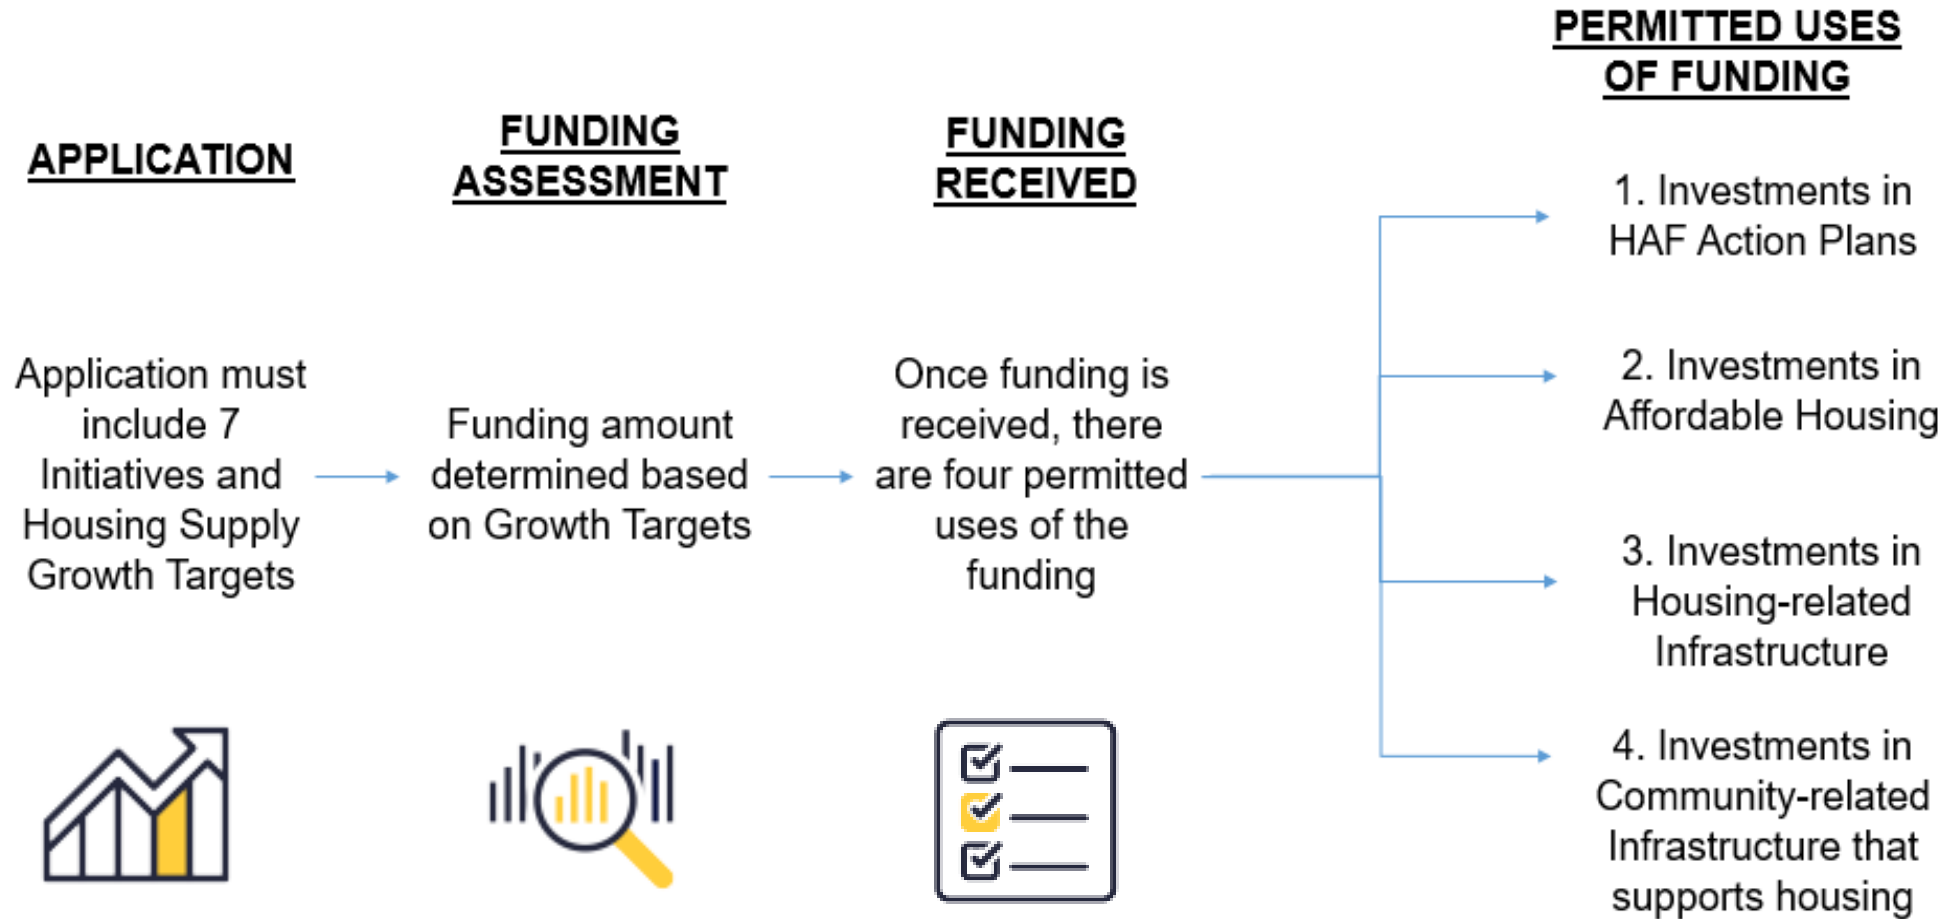 APPLICATION
Application must
include 7
Initiatives and
Housing Supply
Growth Targets
FUNDING
ASSESSMENT
Funding amount
determined based
on Growth Targets
FUNDING
RECEIVED
Once funding is
received, there
are four permitted
uses of the
funding
PERMITTED USES
OF FUNDING
1. Investments in
HAF Action Plans
2. Investments in
Affordable Housing
3. Investments in
Housing-related
Infrastructure
4. Investments in
Community-related
Infrastructure that
supports housing